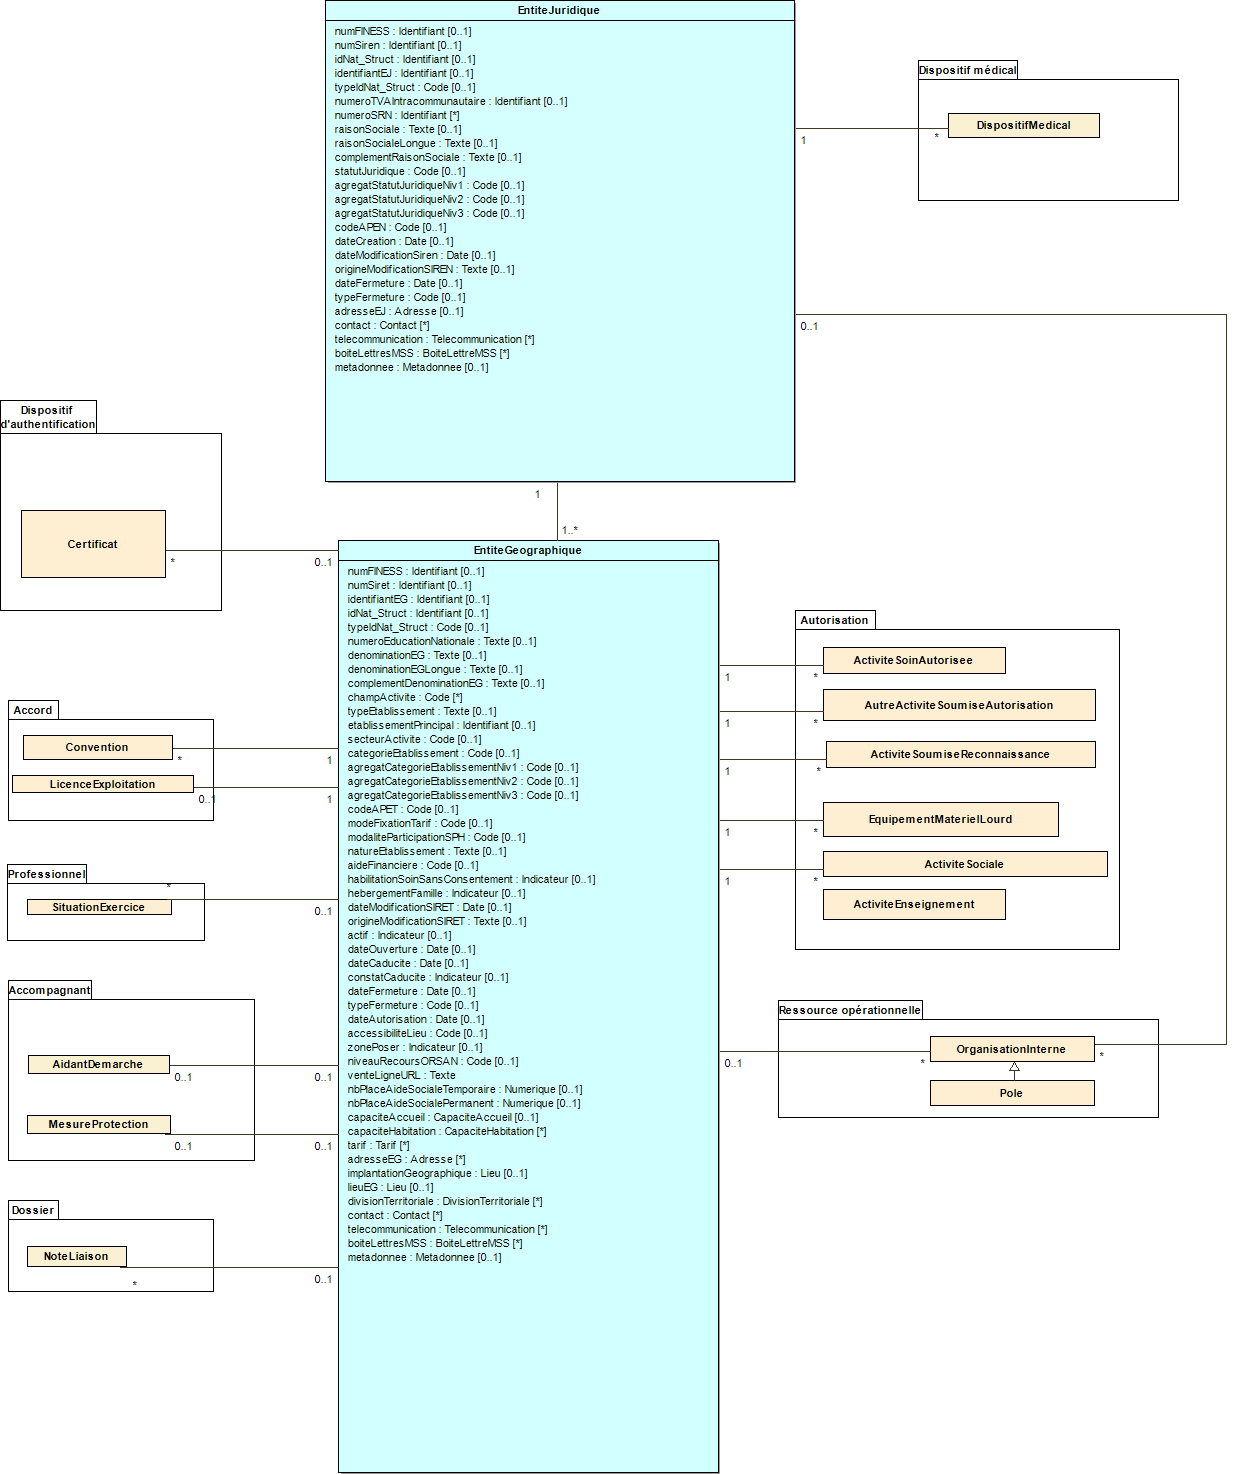 EntiteJuridique
numFINESS : Identifiant [0..1]
numSiren : Identifiant [0..1]
idNat_Struct : Identifiant [0..1]
identifiantEJ : Identifiant [0..1]
typeIdNat_Struct : Code [0..1]
numeroTVAIntracommunautaire : Identifiant [0..1]
numeroSRN : Identifiant [*]
raisonSociale : Texte [0..1]
raisonSocialeLongue : Texte [0..1]
complementRaisonSociale : Texte [0..1]
statutJuridique : Code [0..1]
agregatStatutJuridiqueNiv1 : Code [0..1]
agregatStatutJuridiqueNiv2 : Code [0..1]
agregatStatutJuridiqueNiv3 : Code [0..1]
codeAPEN : Code [0..1]
dateCreation : Date [0..1]
dateModificationSiren : Date [0..1]
origineModificationSIREN : Texte [0..1]
dateFermeture : Date [0..1]
typeFermeture : Code [0..1]
adresseEJ : Adresse [0..1]
contact : Contact [*]
telecommunication : Telecommunication [*]
boiteLettresMSS : BoiteLettreMSS [*]
metadonnee : Metadonnee [0..1]
Dispositif médical
DispositifMedical
1
*
0..1
1
1..*
Dispositif
d'authentification
Certificat
*
0..1
EntiteGeographique
numFINESS : Identifiant [0..1]
numSiret : Identifiant [0..1]
identifiantEG : Identifiant [0..1]
idNat_Struct : Identifiant [0..1]
typeIdNat_Struct : Code [0..1]
numeroEducationNationale : Texte [0..1]
denominationEG : Texte [0..1]
denominationEGLongue : Texte [0..1]
complementDenominationEG : Texte [0..1]
champActivite : Code [*]
typeEtablissement : Texte [0..1]
etablissementPrincipal : Identifiant [0..1]
secteurActivite : Code [0..1]
categorieEtablissement : Code [0..1]
agregatCategorieEtablissementNiv1 : Code [0..1]
agregatCategorieEtablissementNiv2 : Code [0..1]
agregatCategorieEtablissementNiv3 : Code [0..1]
codeAPET : Code [0..1]
modeFixationTarif : Code [0..1]
modaliteParticipationSPH : Code [0..1]
natureEtablissement : Texte [0..1]
aideFinanciere : Code [0..1]
habilitationSoinSansConsentement : Indicateur [0..1]
hebergementFamille : Indicateur [0..1]
dateModificationSIRET : Date [0..1]
origineModificationSIRET : Texte [0..1]
actif : Indicateur [0..1]
dateOuverture : Date [0..1]
dateCaducite : Date [0..1]
constatCaducite : Indicateur [0..1]
dateFermeture : Date [0..1]
typeFermeture : Code [0..1]
dateAutorisation : Date [0..1]
accessibiliteLieu : Code [0..1]
zonePoser : Indicateur [0..1]
niveauRecoursORSAN : Code [0..1]
venteLigneURL : Texte
nbPlaceAideSocialeTemporaire : Numerique [0..1]
nbPlaceAideSocialePermanent : Numerique [0..1]
capaciteAccueil : CapaciteAccueil [0..1]
capaciteHabitation : CapaciteHabitation [*]
tarif : Tarif [*]
adresseEG : Adresse [*]
implantationGeographique : Lieu [0..1]
lieuEG : Lieu [0..1]
divisionTerritoriale : DivisionTerritoriale [*]
contact : Contact [*]
telecommunication : Telecommunication [*]
boiteLettresMSS : BoiteLettreMSS [*]
metadonnee : Metadonnee [0..1]
Accord
Convention
*
1
LicenceExploitation
0..1
1
Professionnel
*
SituationExercice
0..1
Accompagnant
AidantDemarche
0..1
0..1
MesureProtection
0..1
0..1
Dossier
NoteLiaison
*
0..1
Autorisation
ActiviteSoinAutorisee
1
*
AutreActiviteSoumiseAutorisation
1
*
ActiviteSoumiseReconnaissance
1
*
EquipementMaterielLourd
1
*
ActiviteSociale
1
*
ActiviteEnseignement
Ressource opérationnelle
OrganisationInterne
0..1
*
*
Pole